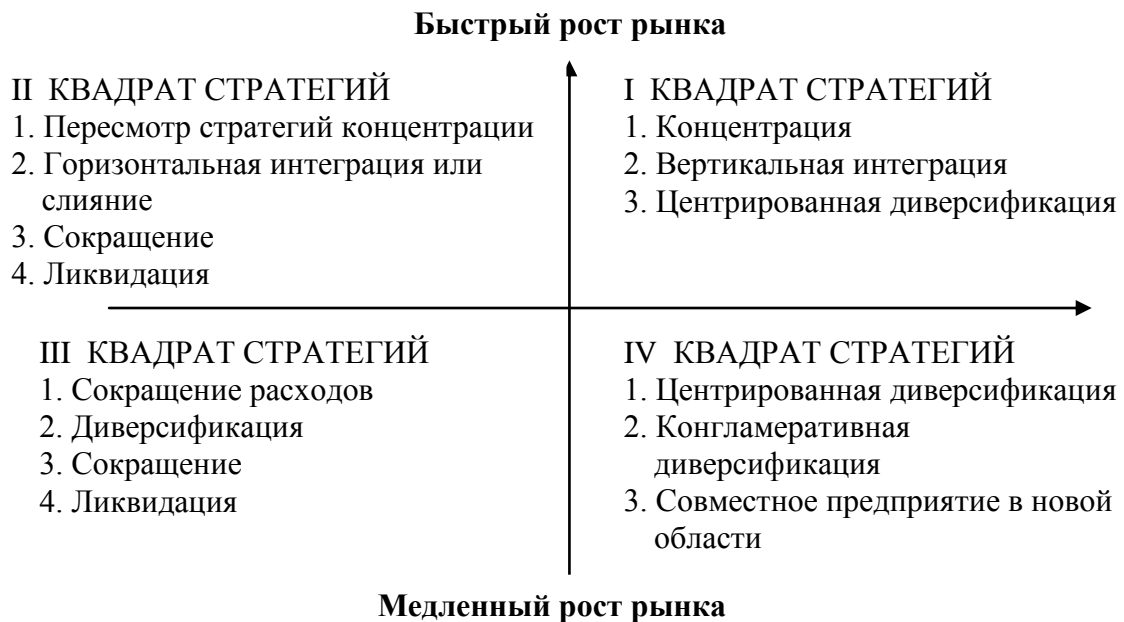 Быстрый рост рынка
II КВАДРАТ СТРАТЕГИЙ
1. Пересмотр стратегий концентрации
2. Горизонтальная интеграция или
слияние
3. Сокращение
4. Ликвидация
I КВАДРАТ СТРАТЕГИЙ
1. Концентрация
2. Вертикальная интеграция
3. Центрированная диверсификация
III КВАДРАТ СТРАТЕГИЙ
1. Сокращение расходов
2. Диверсификация
3. Сокращение
4. Ликвидация
IV КВАДРАТ СТРАТЕГИЙ
1. Центрированная диверсификация
2. Конгламеративная
диверсификация
3. Совместное предприятие в новой
области
Медленный рост рынка